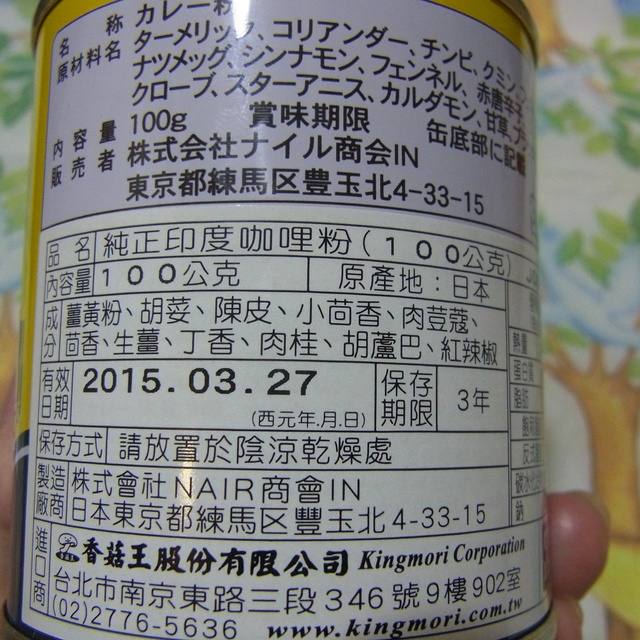 名 称 カレー粉
原材料名 ターメリック、コリアンダー、チンピ、クミン、
ナツメッグ、シンナモン、フェンネル、赤唐辛子、
クローブ、スターアニス、カルダモン、甘草、
内容量 100g 賞味期限 缶底部に記載
販売者 株式会社ナイル商会IN
東京都練馬区豊玉北4-33-15
品名 純正印度咖哩粉(100公克)
內容量 100公克 原產地:日本
成分 薑黃粉、胡荽、陳皮、小茴香、肉荳蔻、
茴香、生薑、丁香、肉桂、胡蘆巴、紅辣椒
有效日期 2015.03.27 保存期限 3年
(西元年.月.日)
保存方式 請放置於陰涼乾燥處
製造廠商 株式會社NAIR商會IN
日本東京都練馬区豐玉北4-33-15
進口商 香菇王股份有限公司 Kingmori Corporation
台北市南京東路三段346號9樓902室
(02)2776-5636 www.kingmori.com.tw
熱量
蛋白質
脂肪
鈉